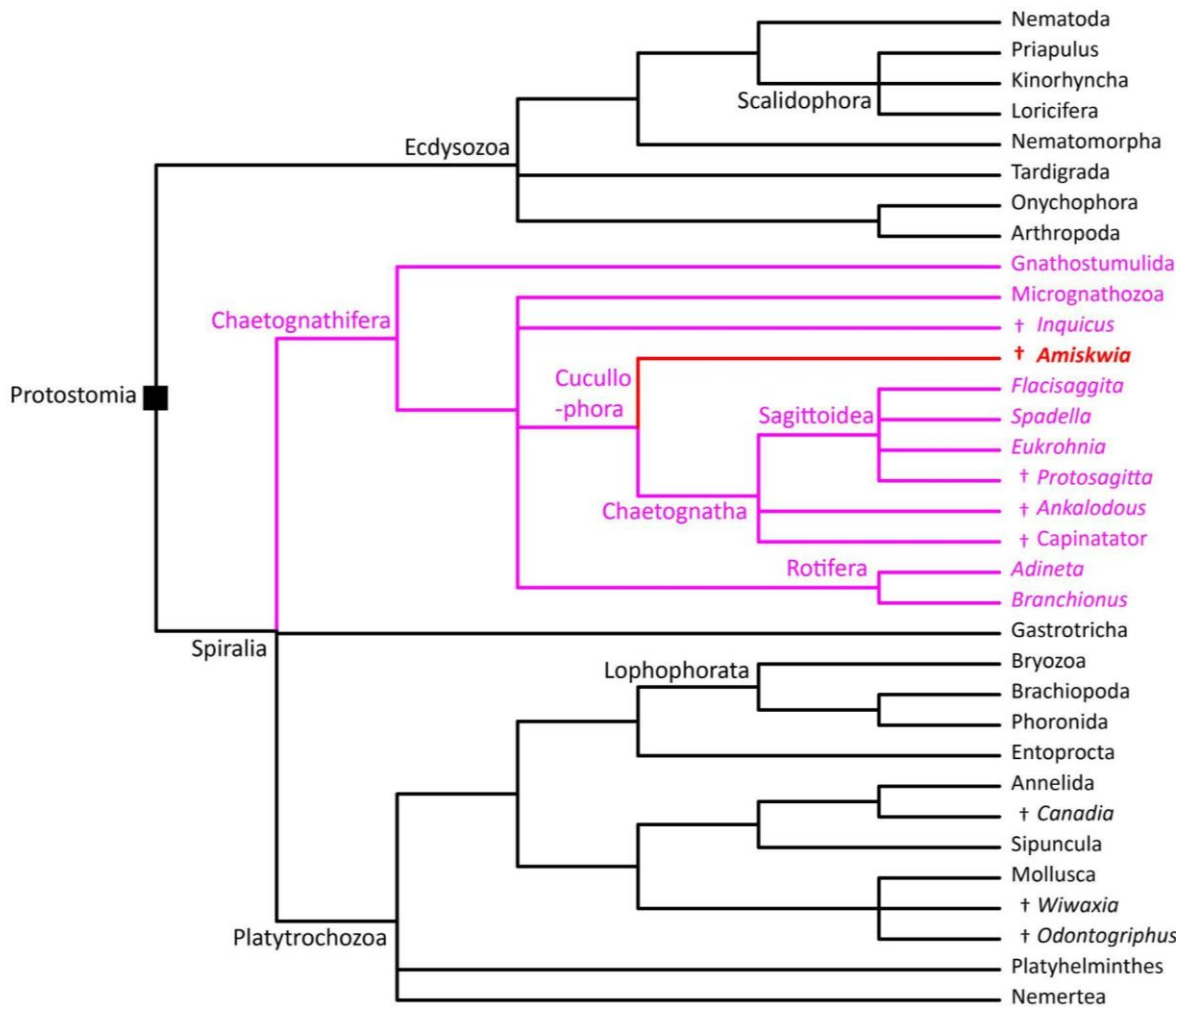 Nematoda
Priapulus
Kinorhyncha
Scalidophora
Loricifera
Nematomorpha
Ecdysozoa
Tardigrada
Onychophora
Arthropoda
Gnathostumulida
Micrognathozoa
Chaetognathifera
† Inquicus
† Amiskwia
Cucullo
-phora
Flacisaggita
Protostomia
Sagittoidea
Spadella
Eukrohnia
† Protosagitta
Chaetognatha
† Ankalodous
† Capinatator
Rotifera
Adineta
Branchionus
Gastrotricha
Spiralia
Bryozoa
Lophophorata
Brachiopoda
Phoronida
Entoprocta
Annelida
† Canadia
Sipuncula
Mollusca
† Wiwaxia
Platytrochozoa
† Odontogriphus
Platyhelminthes
Nemertea